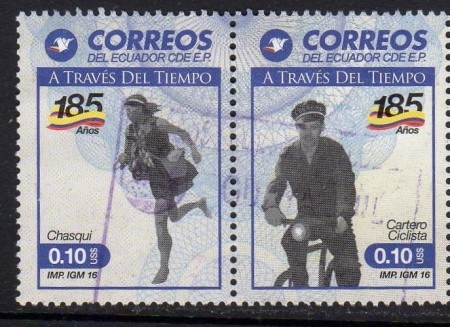 CORREOS
DEL ECUADOR CDE E.P.
A TRAVÉS DEL TIEMPO
185
Años
Chasqui
0.10 US$
IMP. IGM 16
CORREOS
DEL ECUADOR CDE E.P.
A TRAVÉS DEL TIEMPO
185
Años
Cartero
Ciclista
0.10 US$
IMP. IGM 16